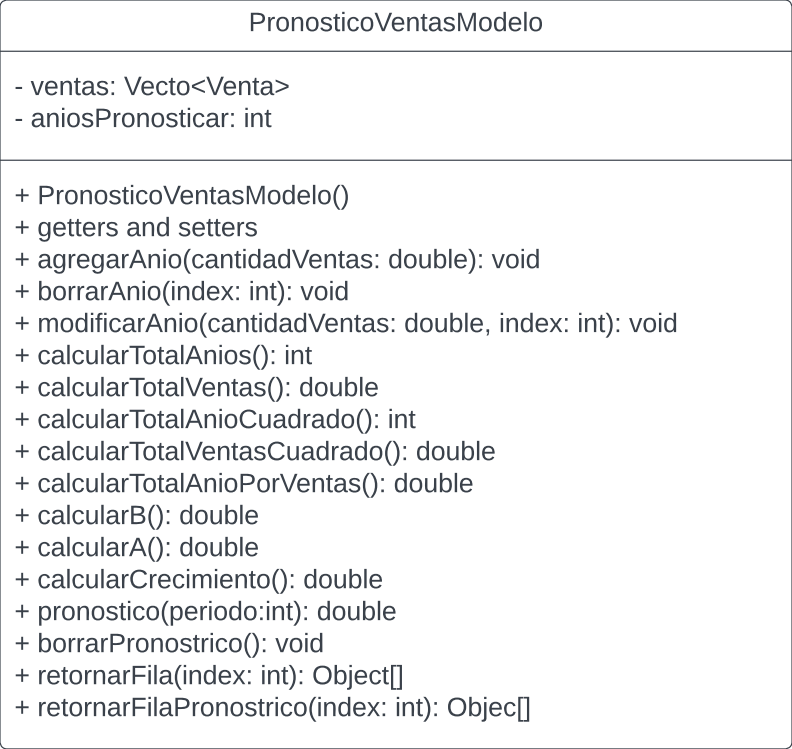 PronosticoVentasModelo
- ventas: Vecto<Venta>
- aniosPronosticar: int
+ PronosticoVentasModelo()
+ getters and setters
+ agregarAnio(cantidadVentas: double): void
+ borrarAnio(index: int): void
+ modificarAnio(cantidadVentas: double, index: int): void
+ calcularTotalAnios(): int
+ calcularTotalVentas(): double
+ calcularTotalAnioCuadrado(): int
+ calcularTotalVentasCuadrado(): double
+ calcularTotalAnioPorVentas(): double
+ calcularB(): double
+ calcularA(): double
+ calcularCrecimiento(): double
+ pronostico(periodo:int): double
+ borrarPronostrico(): void
+ retornarFila(index: int): Object[]
+ retornarFilaPronostrico(index: int): Objec[]